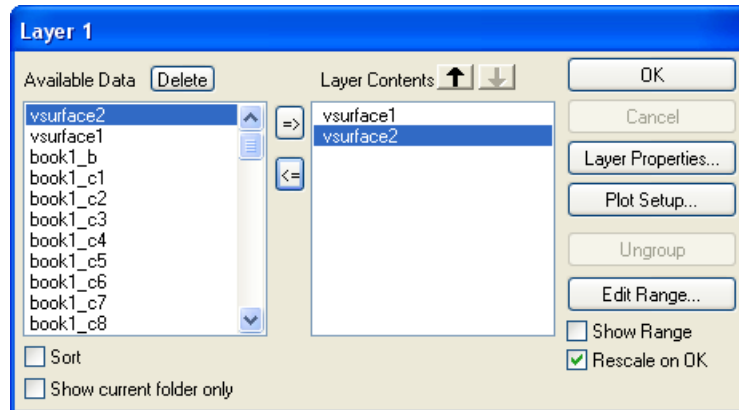 Layer 1
Available Data Delete
vsurface2
vsurface1
book1_b
book1_c1
book1_c2
book1_c3
book1_c4
book1_c5
book1_c6
book1_c7
book1_c8
Sort
Show current folder only
=>
<=
Layer Contents
vsurface1
vsurface2
OK
Cancel
Layer Properties...
Plot Setup...
Ungroup
Edit Range...
Show Range
Rescale on OK